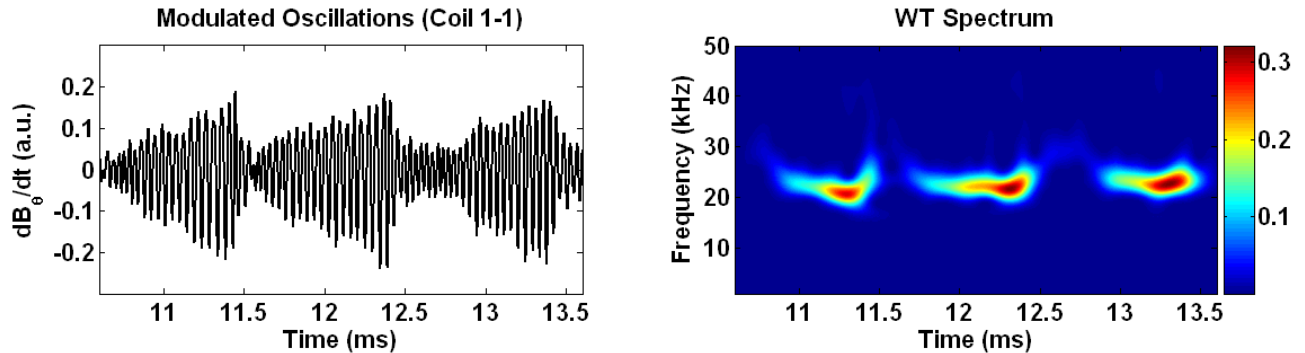 Modulated Oscillations (Coil 1-1)
dBθ/dt (a.u.)
0.2
0.1
0
-0.1
-0.2
11 11.5 12 12.5 13 13.5
Time (ms)
WT Spectrum
Frequency (kHz)
50
40
30
20
10
11 11.5 12 12.5 13 13.5
Time (ms)
0.3
0.2
0.1